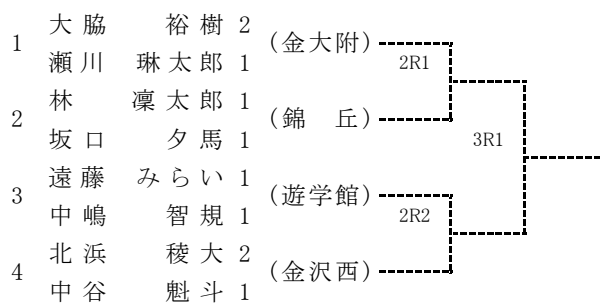 1 大脇 裕樹 2 (金大附)
瀬川 琳太郎 1
2R1
2 林 凜太郎 1 (錦 丘)
坂口 夕馬 1
3R1
3 遠藤 みらい 1 (遊学館)
中嶋 智規 1
2R2
4 北浜 稜大 2 (金沢西)
中谷 魁斗 1